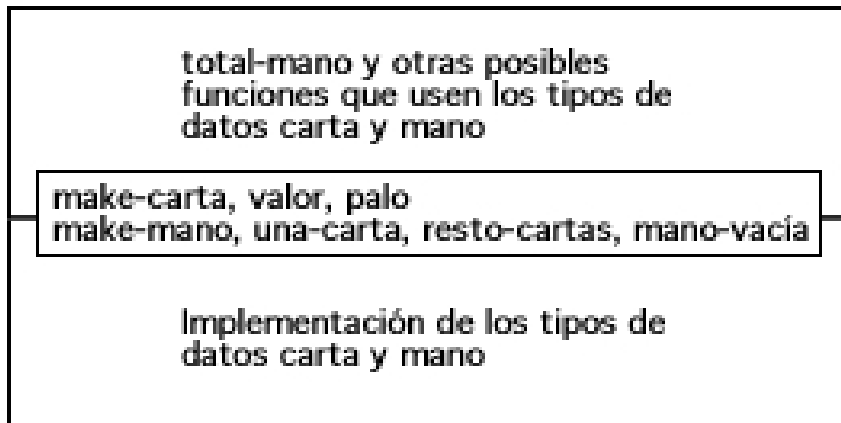 total-mano y otras posibles
funciones que usen los tipos de
datos carta y mano
make-carta, valor, palo
make-mano, una-carta, resto-cartas, mano-vacía
Implementación de los tipos de
datos carta y mano